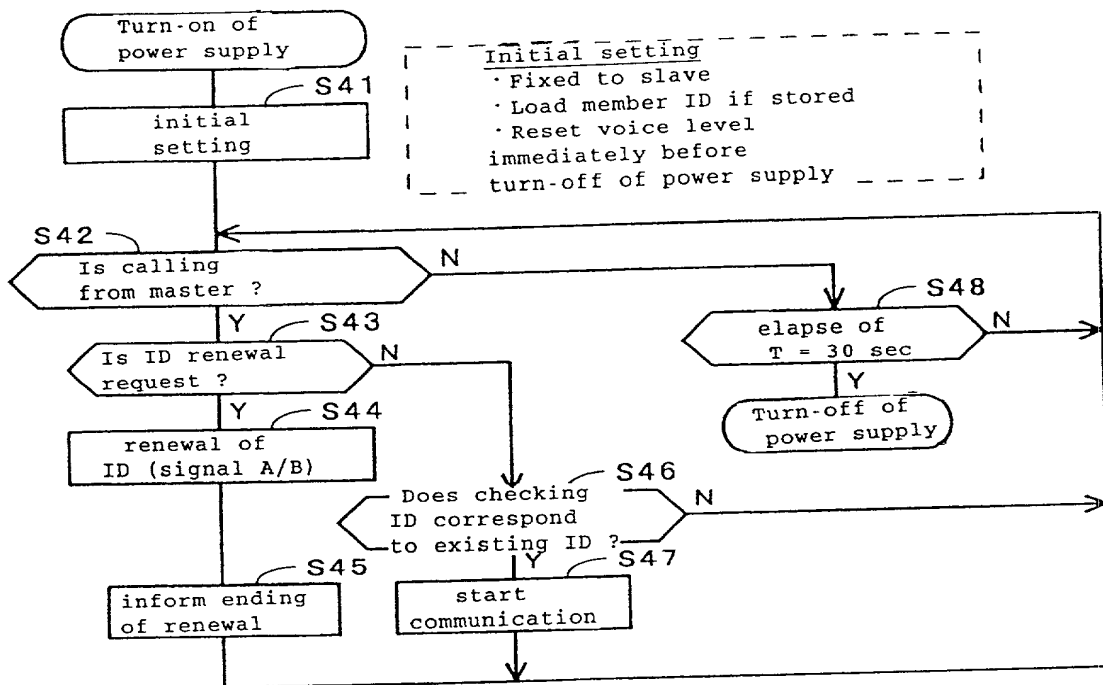 Turn-on of
power supply
Initial setting
· Fixed to slave
· Load member ID if stored
· Reset voice level
immediately before
turn-off of power supply
S41
initial
setting
S42
Is calling
from master ?
N
Y
S48
elapse of
T = 30 sec
N
Y
Turn-off of
power supply
S43
Is ID renewal
request ?
N
Y
S44
renewal of
ID (signal A/B)
S46
Does checking
ID correspond
to existing ID ?
N
Y
S45
inform ending
of renewal
S47
start
communication